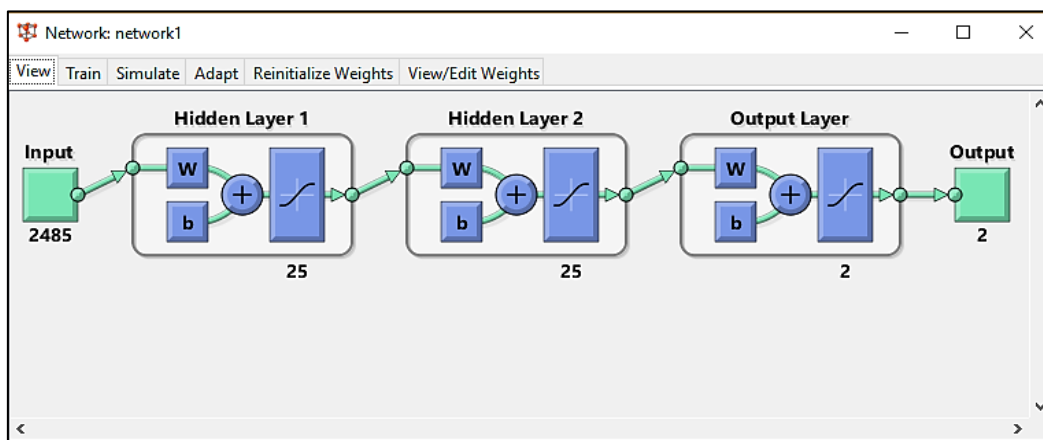 Network: network1
View Train Simulate Adapt Reinitialize Weights View/Edit Weights
Hidden Layer 1 Hidden Layer 2 Output Layer
Input Output
W W W
b b b
2485 2
25 25 2